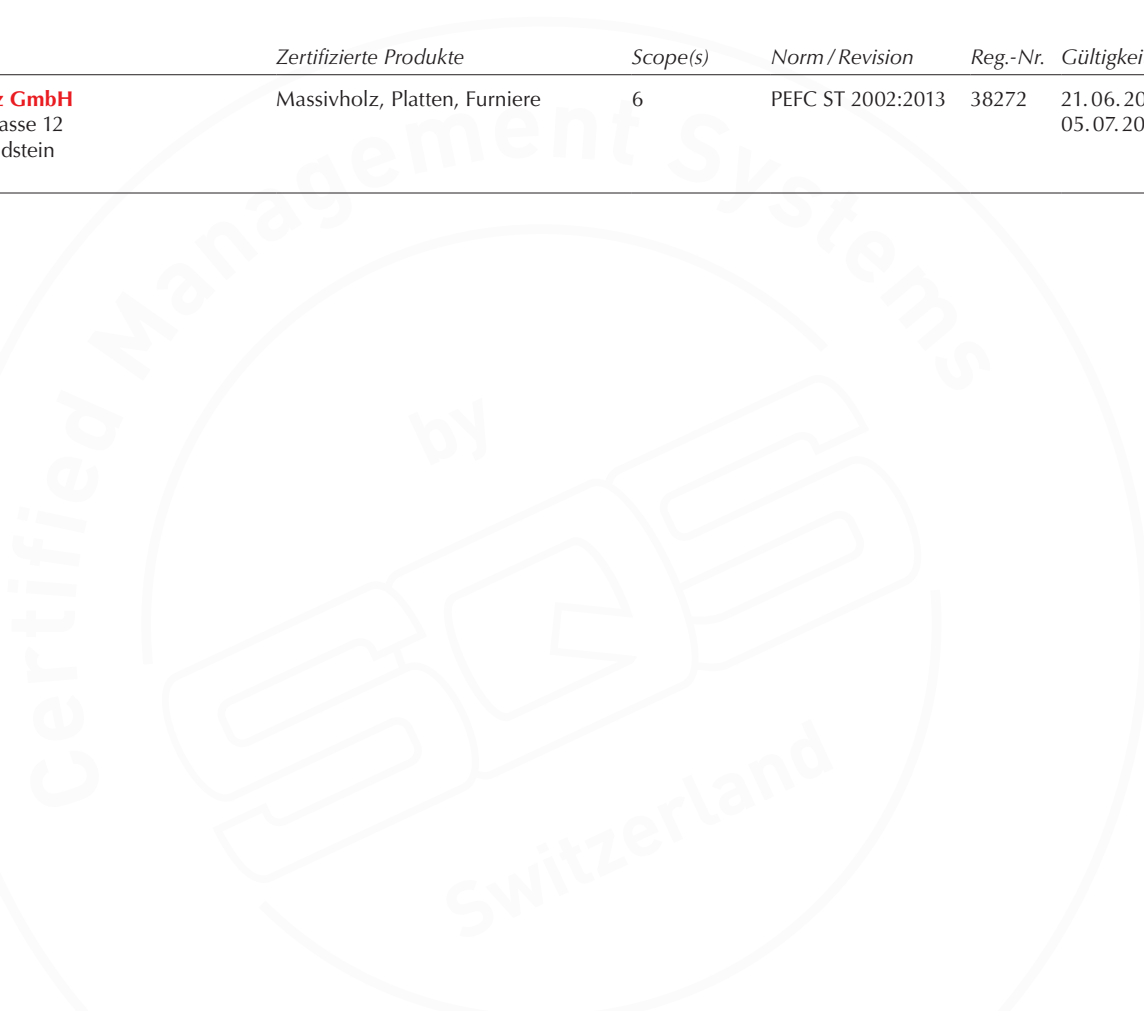 Zertifizierte Produkte Scope(s) Norm / Revision Reg.-Nr. Gültigkei
z GmbH Massivholz, Platten, Furniere 6 PEFC ST 2002:2013 38272 21.06.20
asse 12 05.07.20
dstein
Certified Management Systems
by
SQS
Switzerland